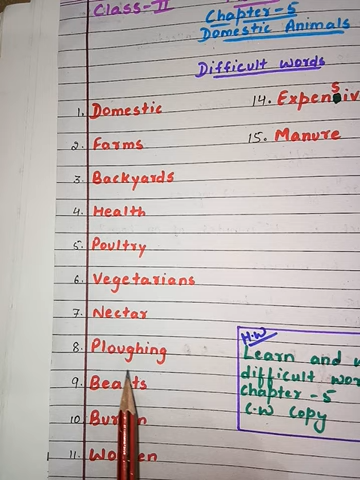 Class-II
Chapter-5
Domestic Animals
Difficult words
1. Domestic
2. Farms
3. Backyards
4. Health
5. Poultry
6. Vegetarians
7. Nectar
8. Ploughing
9.
10.
11.
14.
15. Manure
H.W
Learn and
difficult
chapter-5
C.W copy